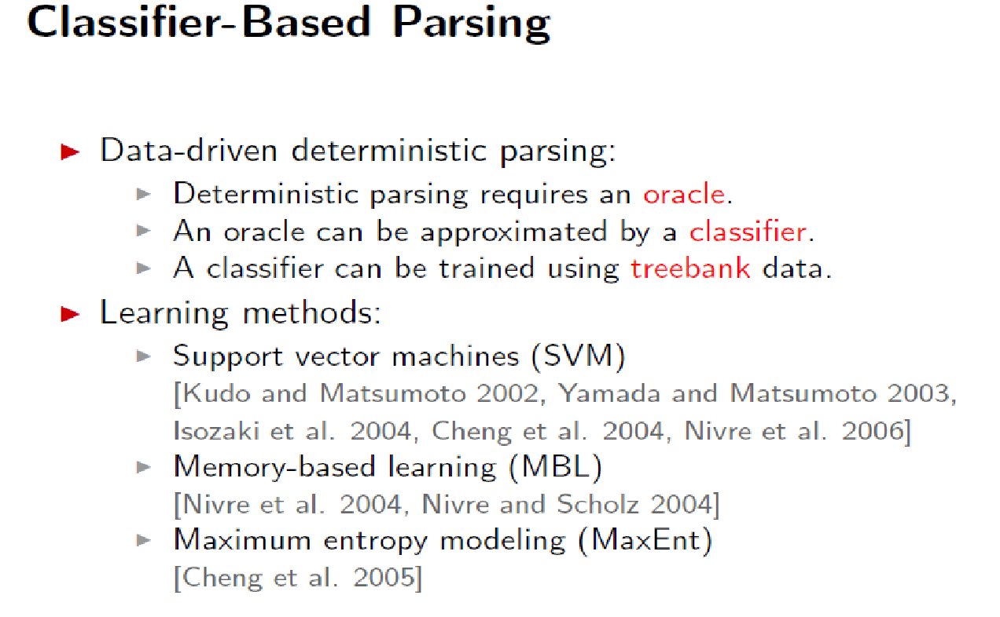 Classifier-Based Parsing
Data-driven deterministic parsing:
Deterministic parsing requires an oracle.
An oracle can be approximated by a classifier.
A classifier can be trained using treebank data.
Learning methods:
Support vector machines (SVM)
[Kudo and Matsumoto 2002, Yamada and Matsumoto 2003,
Isozaki et al. 2004, Cheng et al. 2004, Nivre et al. 2006]
Memory-based learning (MBL)
[Nivre et al. 2004, Nivre and Scholz 2004]
Maximum entropy modeling (MaxEnt)
[Cheng et al. 2005]